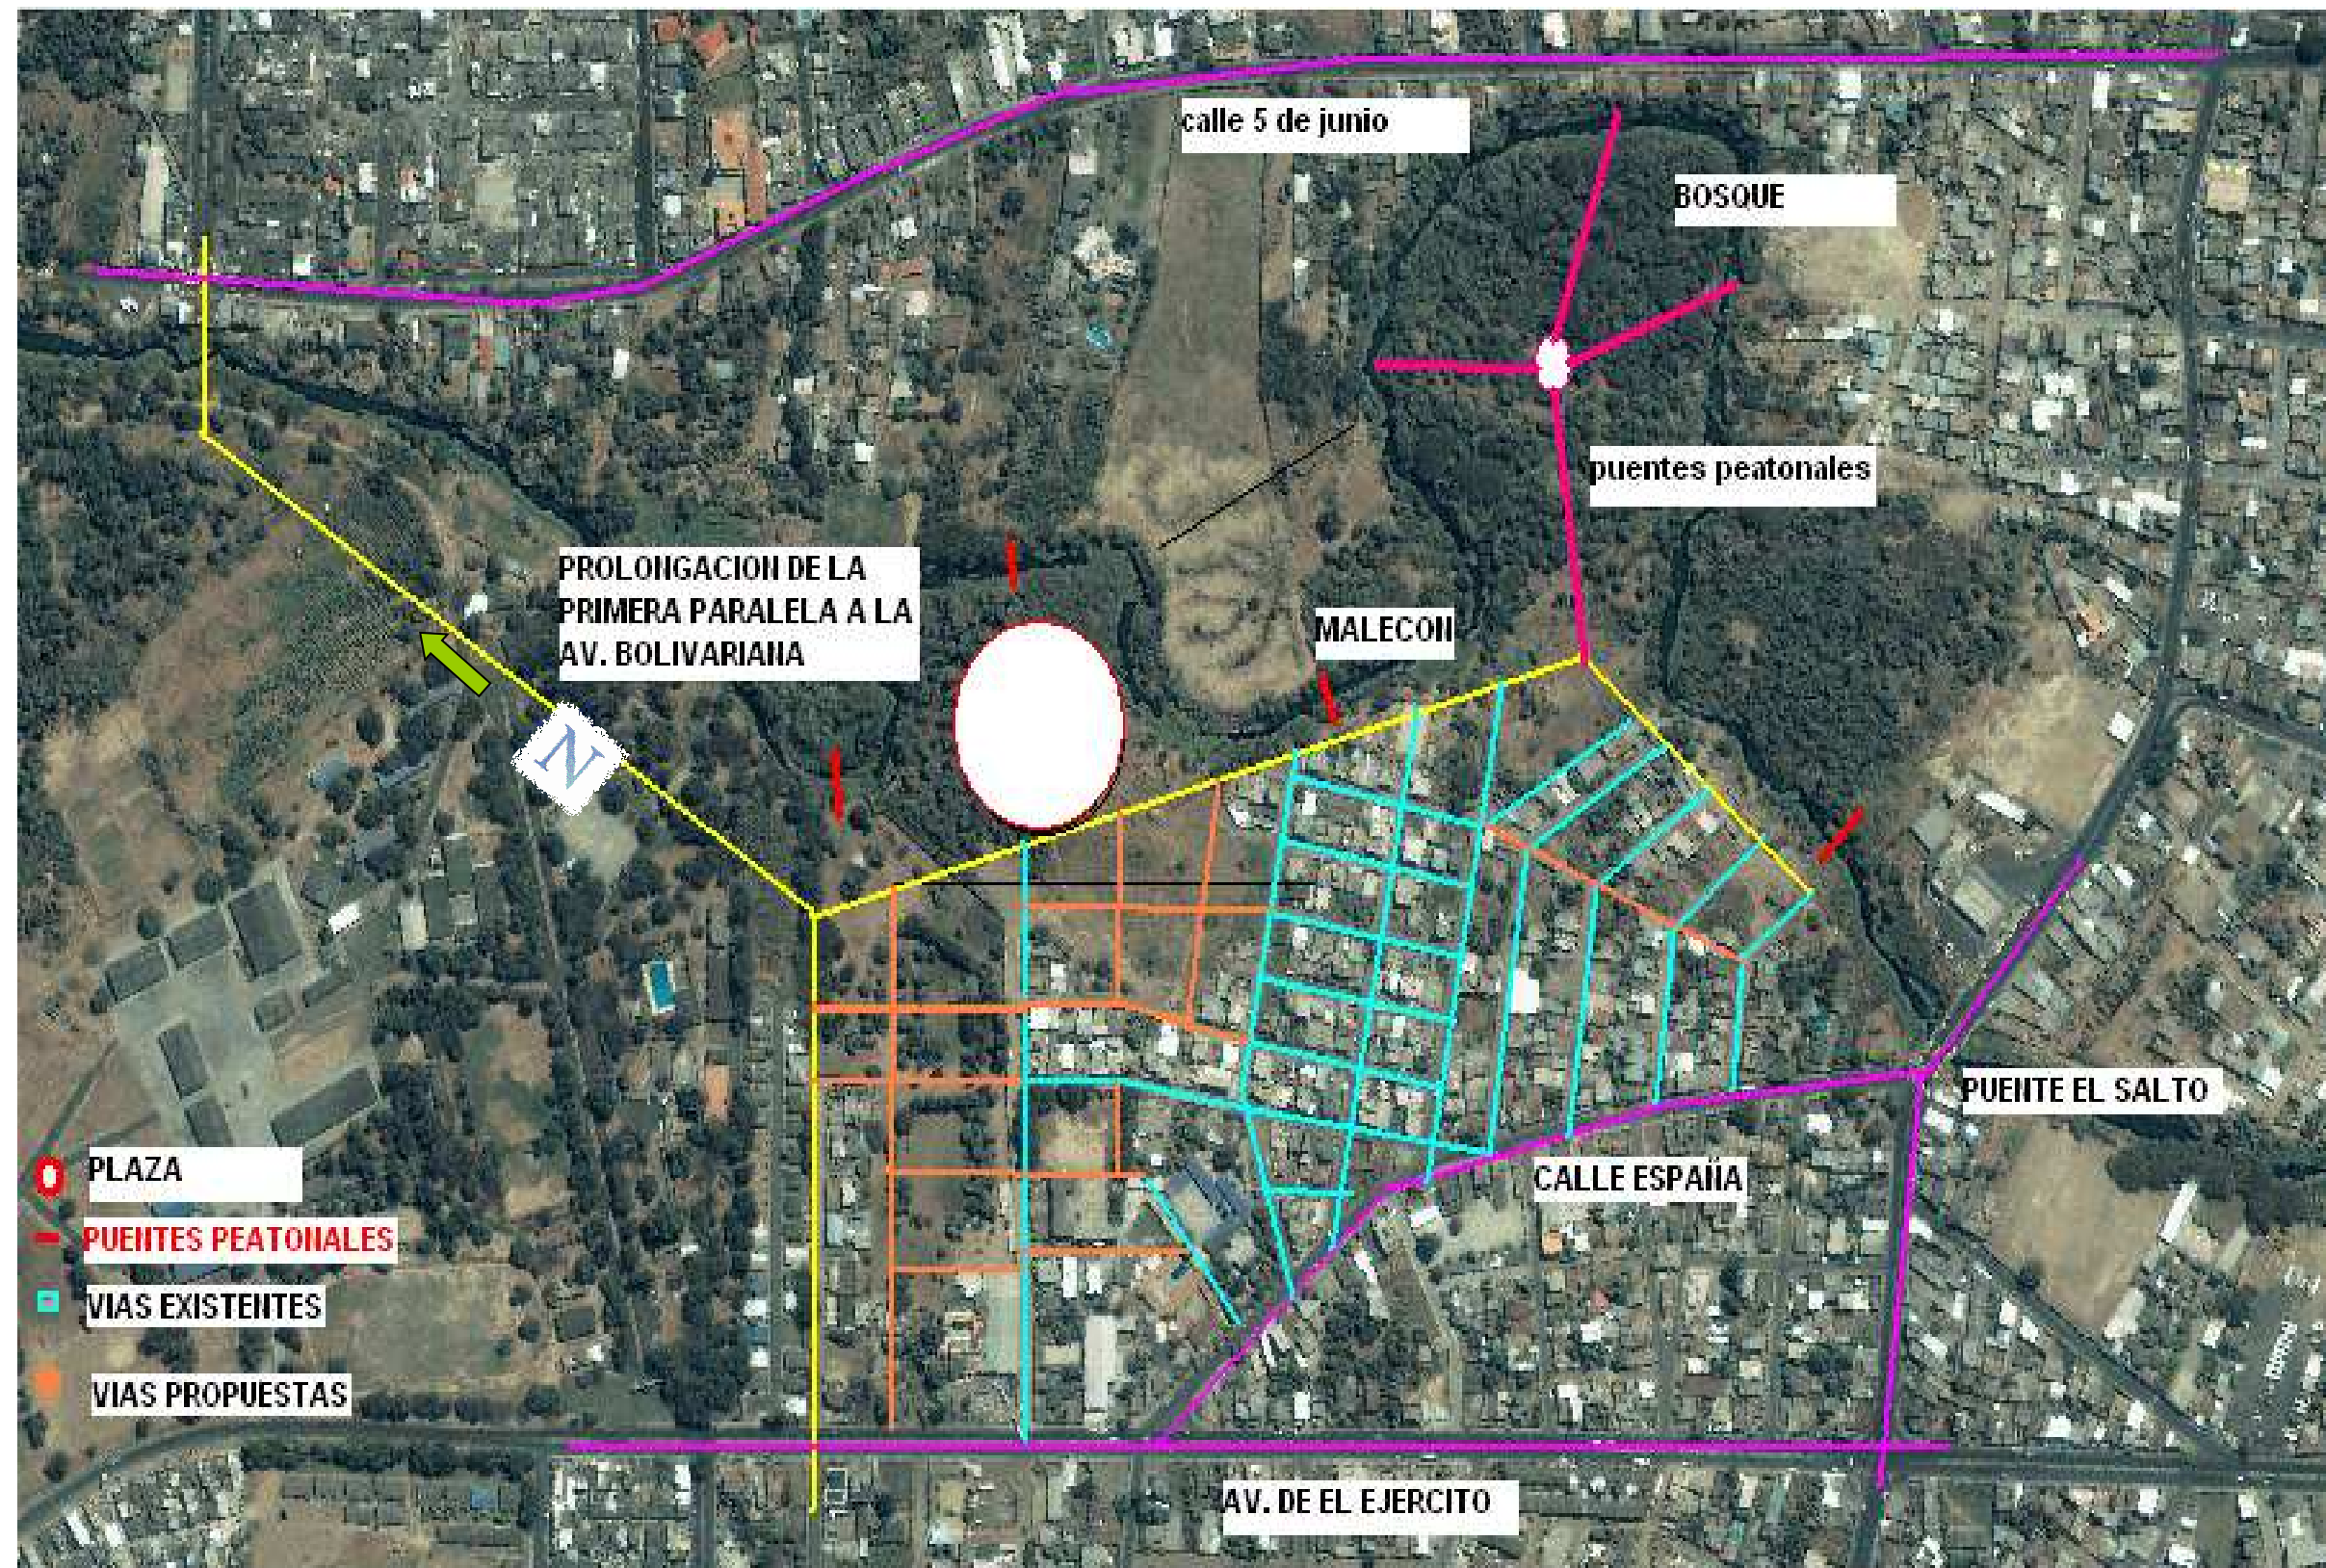 calle 5 de junio
BOSQUE
puentes peatonales
PROLONGACION DE LA
PRIMERA PARALELA A LA
AV. BOLIVARIANA
MALECON
N
PUENTE EL SALTO
PLAZA
CALLE ESPAÑA
PUENTES PEATONALES
VIAS EXISTENTES
VIAS PROPUESTAS
AV. DE EL EJERCITO